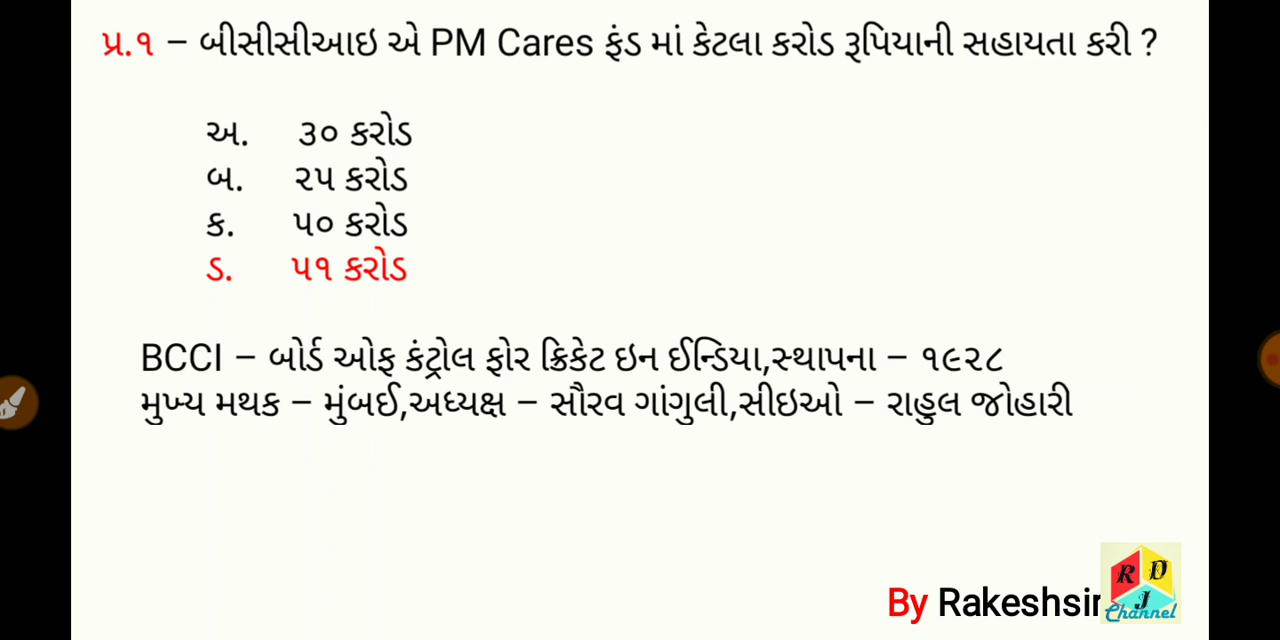 પ્ર.૧ – બીસીસીઆઇ એ PM Cares ફંડ માં કેટલા કરોડ રૂપિયાની સહાયતા કરી ?
અ. ૩૦ કરોડ
બ. ૨૫ કરોડ
ક. ૫૦ કરોડ
ડ. ૫૧ કરોડ
BCCI – બોર્ડ ઓફ કંટ્રોલ ફોર ક્રિકેટ ઇન ઈન્ડિયા,સ્થાપના – ૧૯૨૮
મુખ્ય મથક – મુંબઈ,અધ્યક્ષ – સૌરવ ગાંગુલી,સીઇઓ – રાહુલ જોહારી
By Rakeshsir
R D
J
Channel